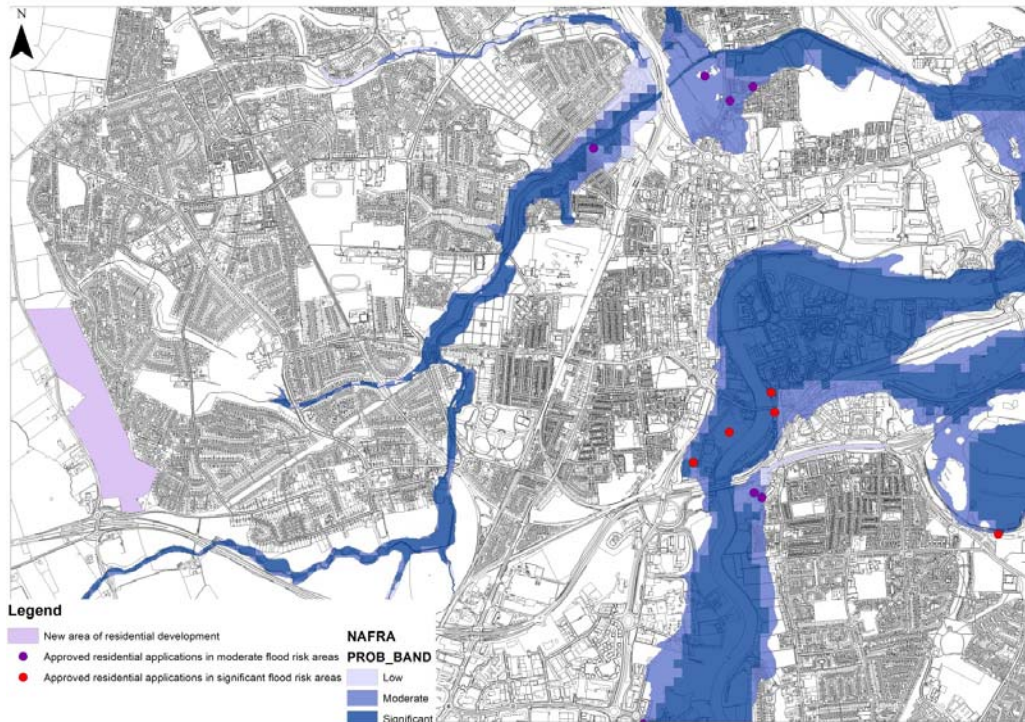 N
Legend
New area of residential development
Approved residential applications in moderate flood risk areas
Approved residential applications in significant flood risk areas
NAFRA
PROB_BAND
Low
Moderate
Significant